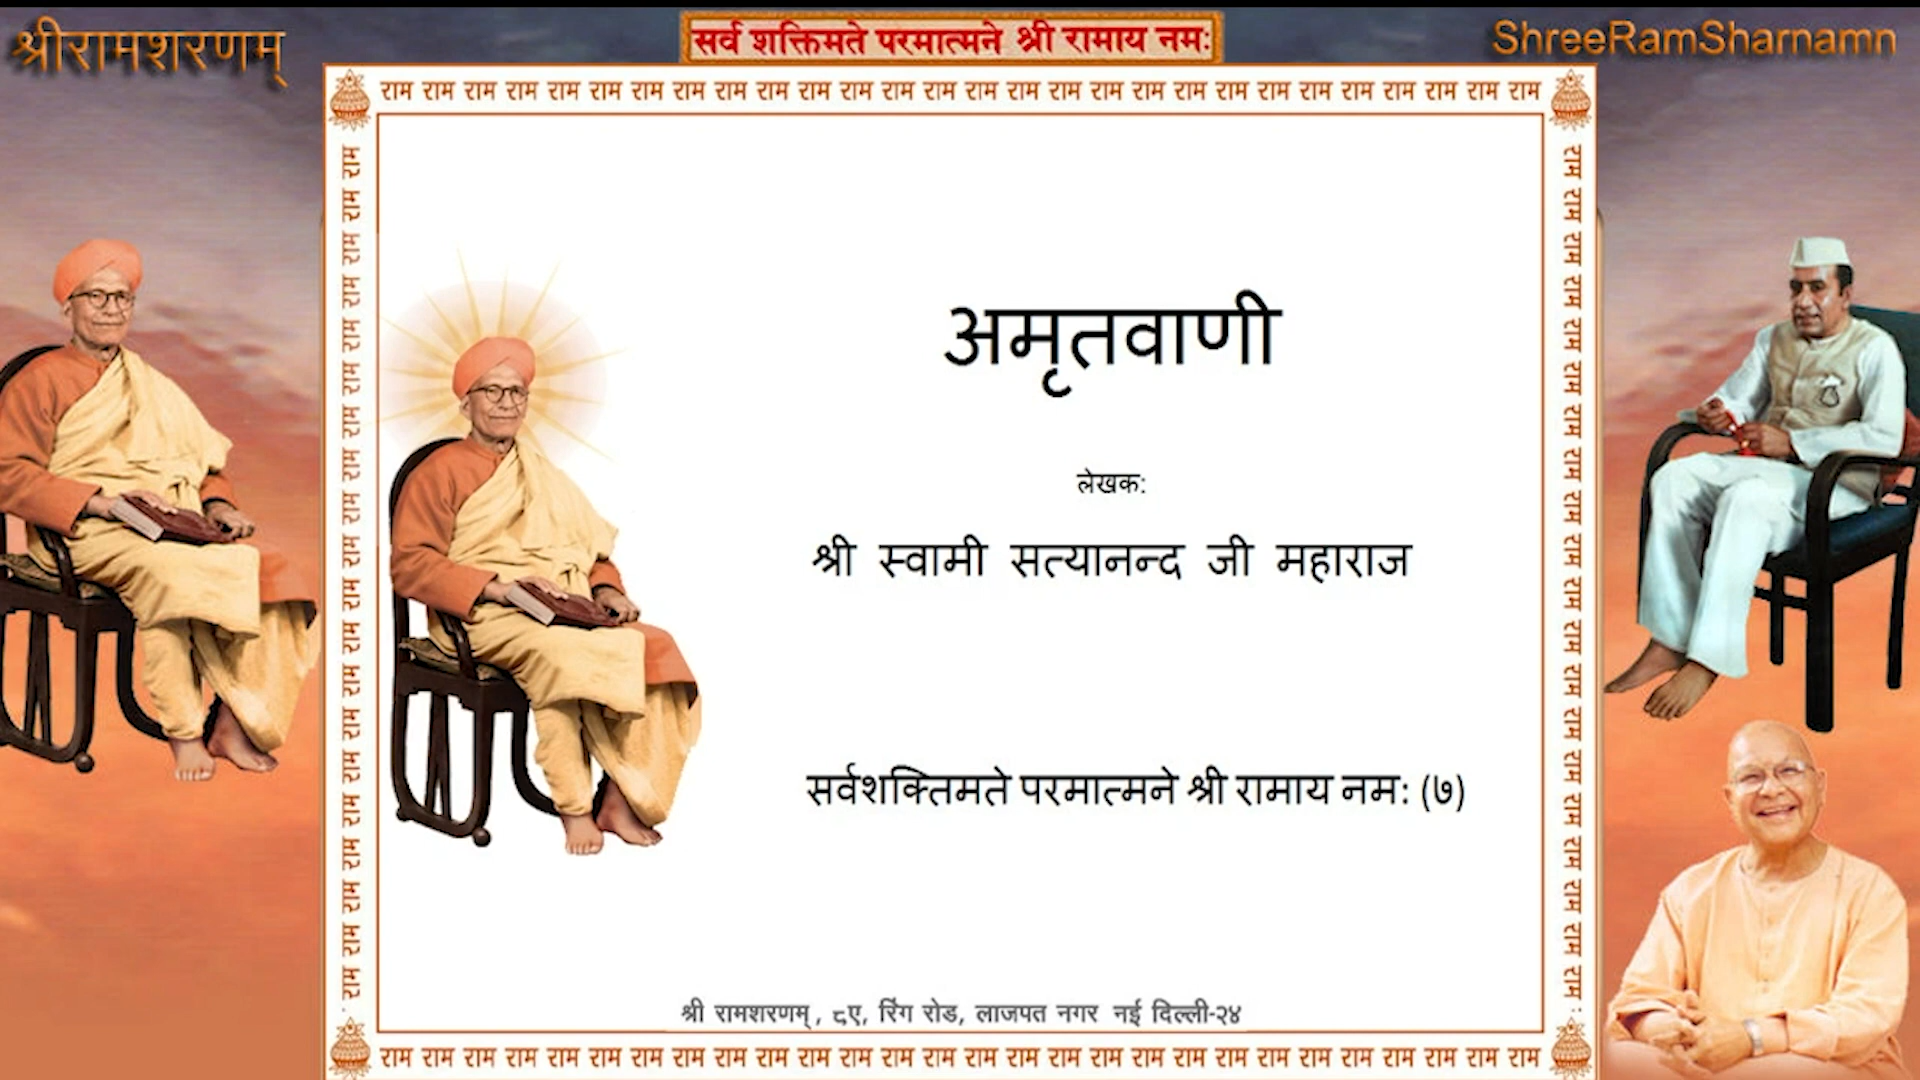 श्रीरामशरणम्
सर्व शक्तिमते परमात्मने श्री रामाय नमः
ShreeRamSharnamn
राम राम राम राम राम राम राम राम राम राम राम राम राम राम राम राम राम राम राम राम राम राम राम राम राम राम राम राम
राम राम राम राम राम राम राम राम राम राम राम राम राम राम राम राम राम राम राम राम
राम राम राम राम राम राम राम राम राम राम राम राम राम राम राम राम राम राम राम राम
अमृतवाणी
लेखक:
श्री स्वामी सत्यानन्द जी महाराज
सर्वशक्तिमते परमात्मने श्री रामाय नमः (७)
श्री रामशरणम् , ८ए, रिंग रोड, लाजपत नगर नई दिल्ली-२४
राम राम राम राम राम राम राम राम राम राम राम राम राम राम राम राम राम राम राम राम राम राम राम राम राम राम राम राम